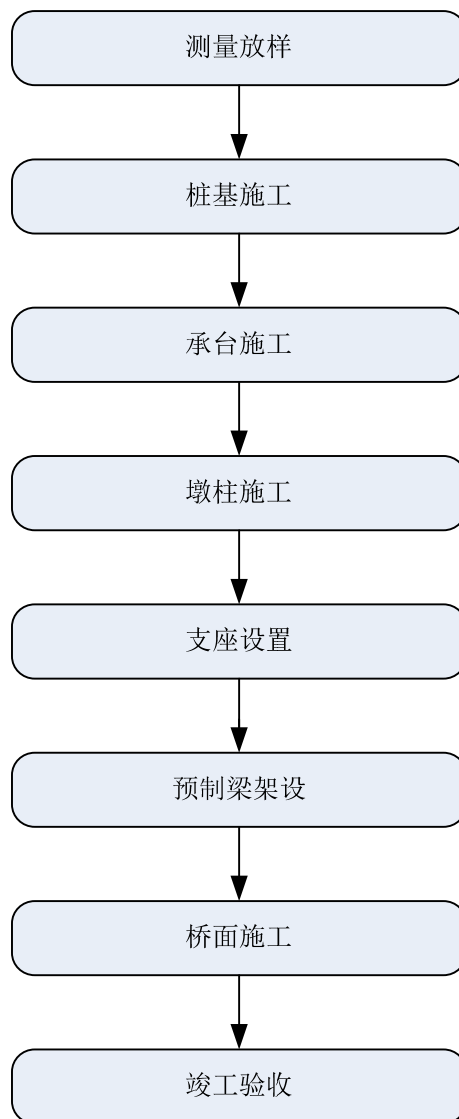 测量放样
桩基施工
承台施工
墩柱施工
支座设置
预制梁架设
桥面施工
竣工验收